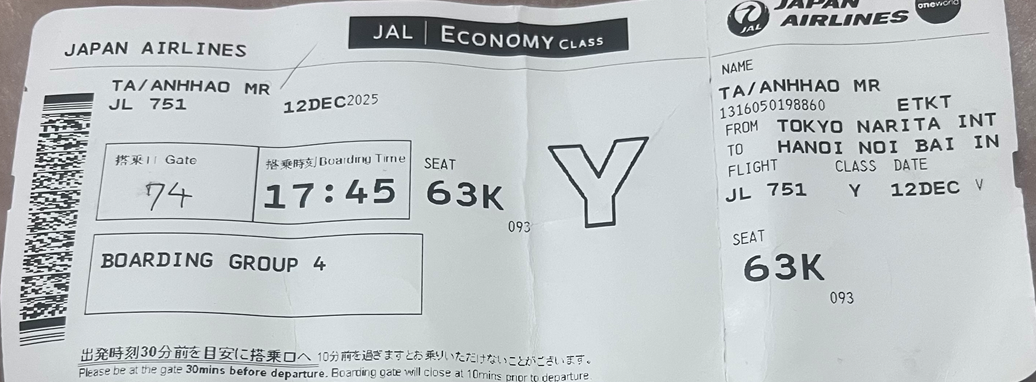 JAPAN AIRLINES
JAL | ECONOMY CLASS
TA/ANHHAO MR
JL 751 12DEC2025
搭乗口 Gate
74
搭乗時刻 Boarding Time
17:45
SEAT
63K
093
Y
BOARDING GROUP 4
出発時刻30分前を目安に搭乗口へ 10分前を過ぎますとお乗りいただけないことがございます。
Please be at the gate 30mins before departure. Boarding gate will close at 10mins prior to departure.
JAL
JAPAN
AIRLINES
oneworld
NAME
TA/ANHHAO MR
1316050198860 ETKT
FROM TOKYO NARITA INT
TO HANOI NOI BAI IN
FLIGHT CLASS DATE
JL 751 Y 12DEC V
SEAT
63K
093